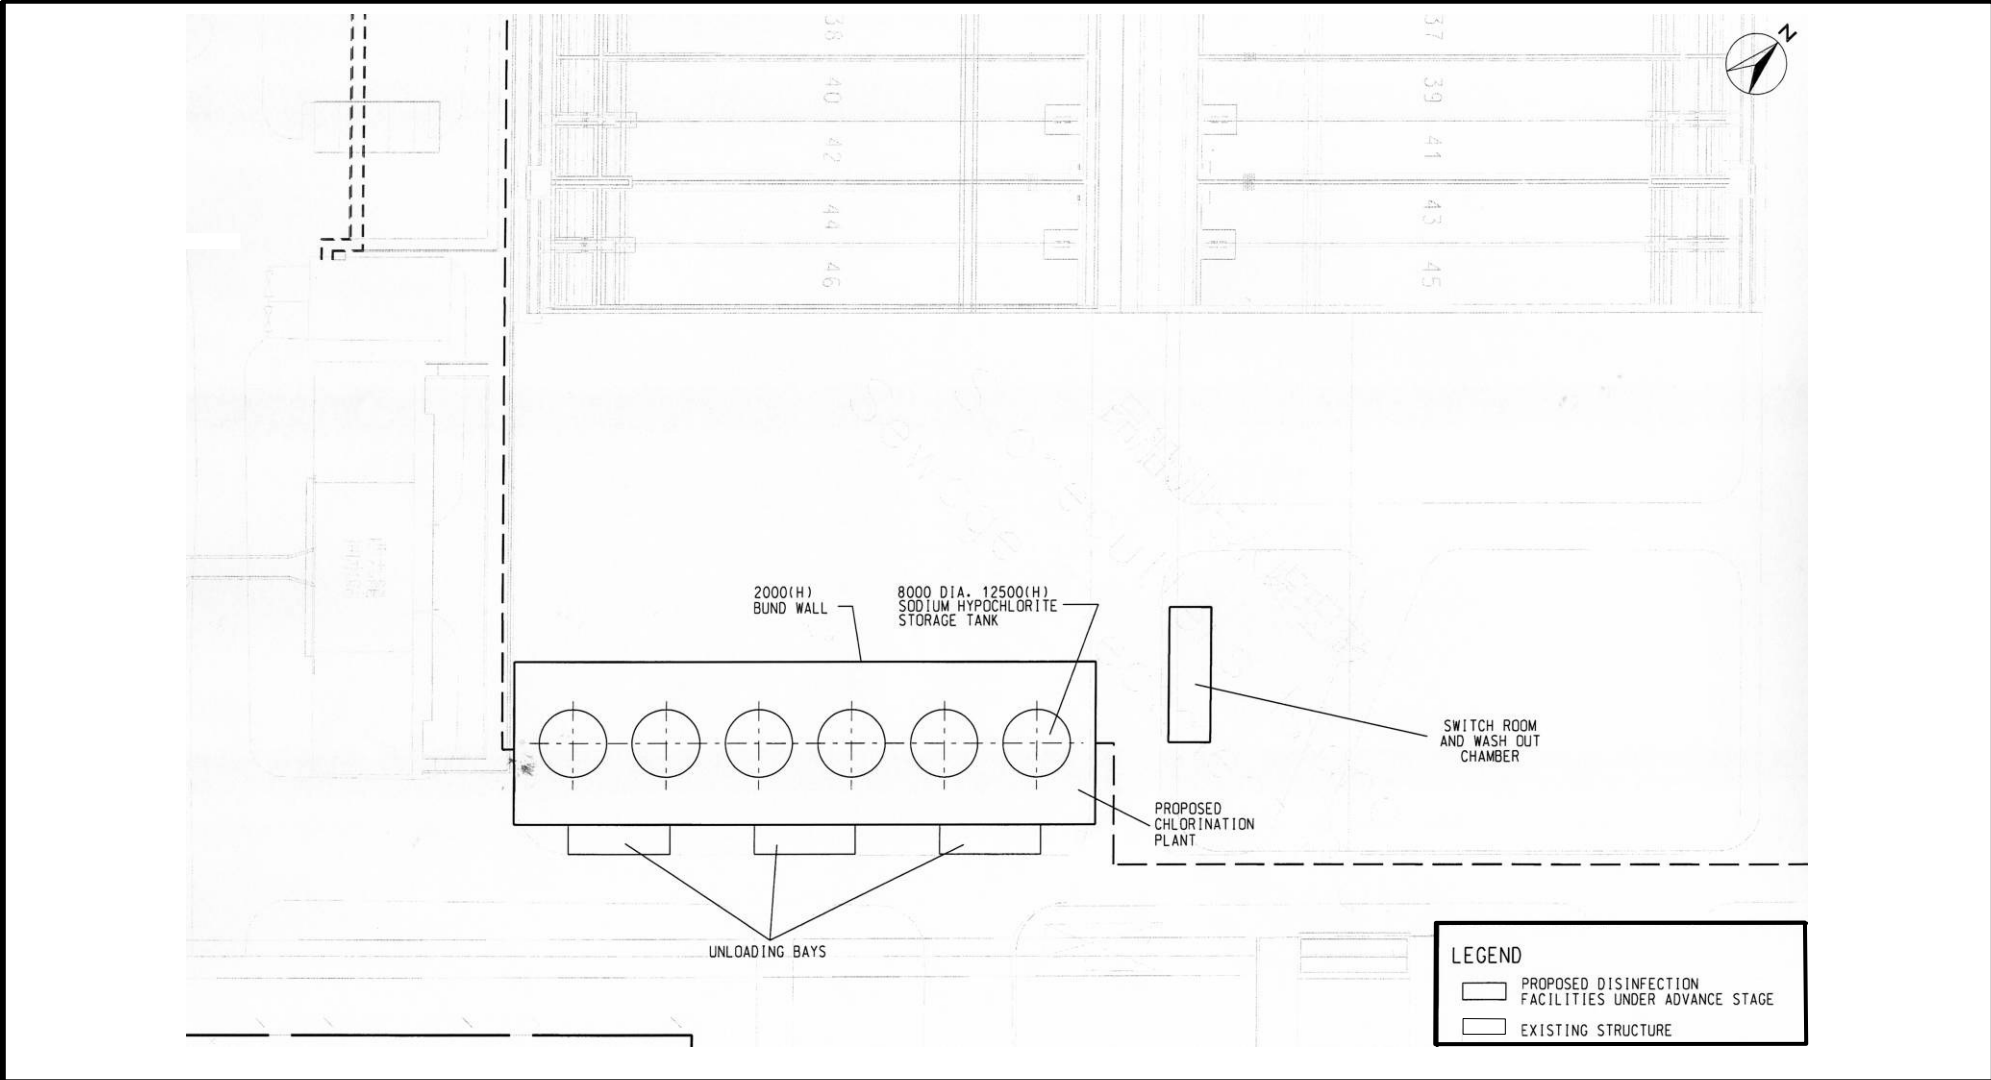 N
38
37
40
39
42
41
44
43
46
45
2000(H)
BUND WALL
8000 DIA. 12500(H)
SODIUM HYPOCHLORITE
STORAGE TANK
SWITCH ROOM
AND WASH OUT
CHAMBER
PROPOSED
CHLORINATION
PLANT
UNLOADING BAYS
LEGEND
PROPOSED DISINFECTION
FACILITIES UNDER ADVANCE STAGE
EXISTING STRUCTURE